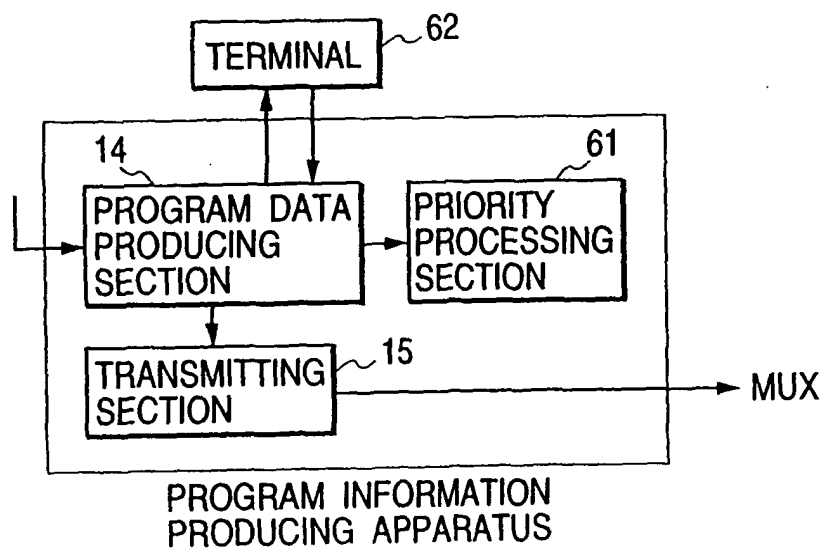 62
TERMINAL
14
61
PROGRAM DATA
PRODUCING
SECTION
PRIORITY
PROCESSING
SECTION
15
TRANSMITTING
SECTION
MUX
PROGRAM INFORMATION
PRODUCING APPARATUS